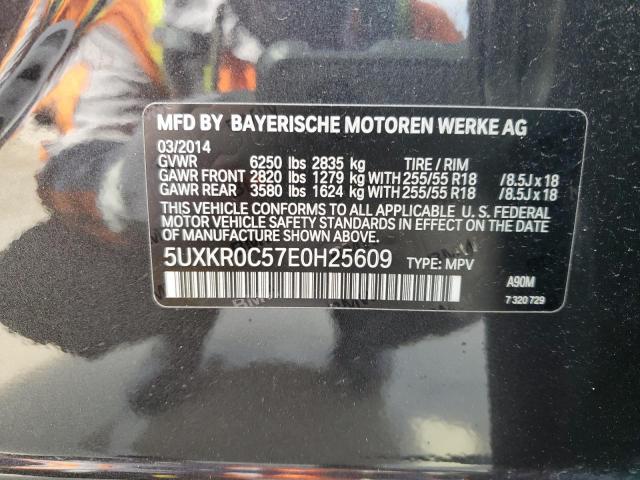 MFD BY BAYERISCHE MOTOREN WERKE AG
03/2014
GVWR 6250 lbs 2835 kg TIRE / RIM
GAWR FRONT 2820 lbs 1279 kg WITH 255/55 R18 /8.5J x 18
GAWR REAR 3580 lbs 1624 kg WITH 255/55 R18 /8.5J x 18
THIS VEHICLE CONFORMS TO ALL APPLICABLE U. S. FEDERAL
MOTOR VEHICLE SAFETY STANDARDS IN EFFECT ON THE DATE
OF MANUFACTURE SHOWN ABOVE.
5UXKR0C57E0H25609 TYPE: MPV
A90M
7 320 729